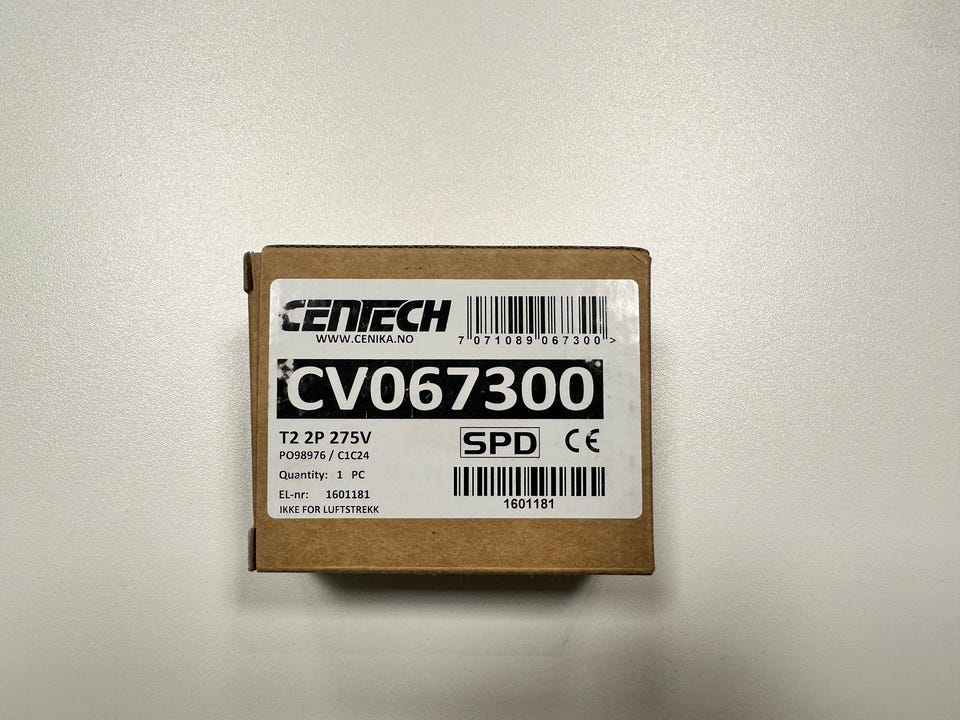 CENTECH
WWW.CENIKA.NO
7 071089 067300 >
CV067300
T2 2P 275V
PO98976 / C1C24
Quantity: 1 PC
EL-nr: 1601181
IKKE FOR LUFTSTREKK
SPD CE
1601181